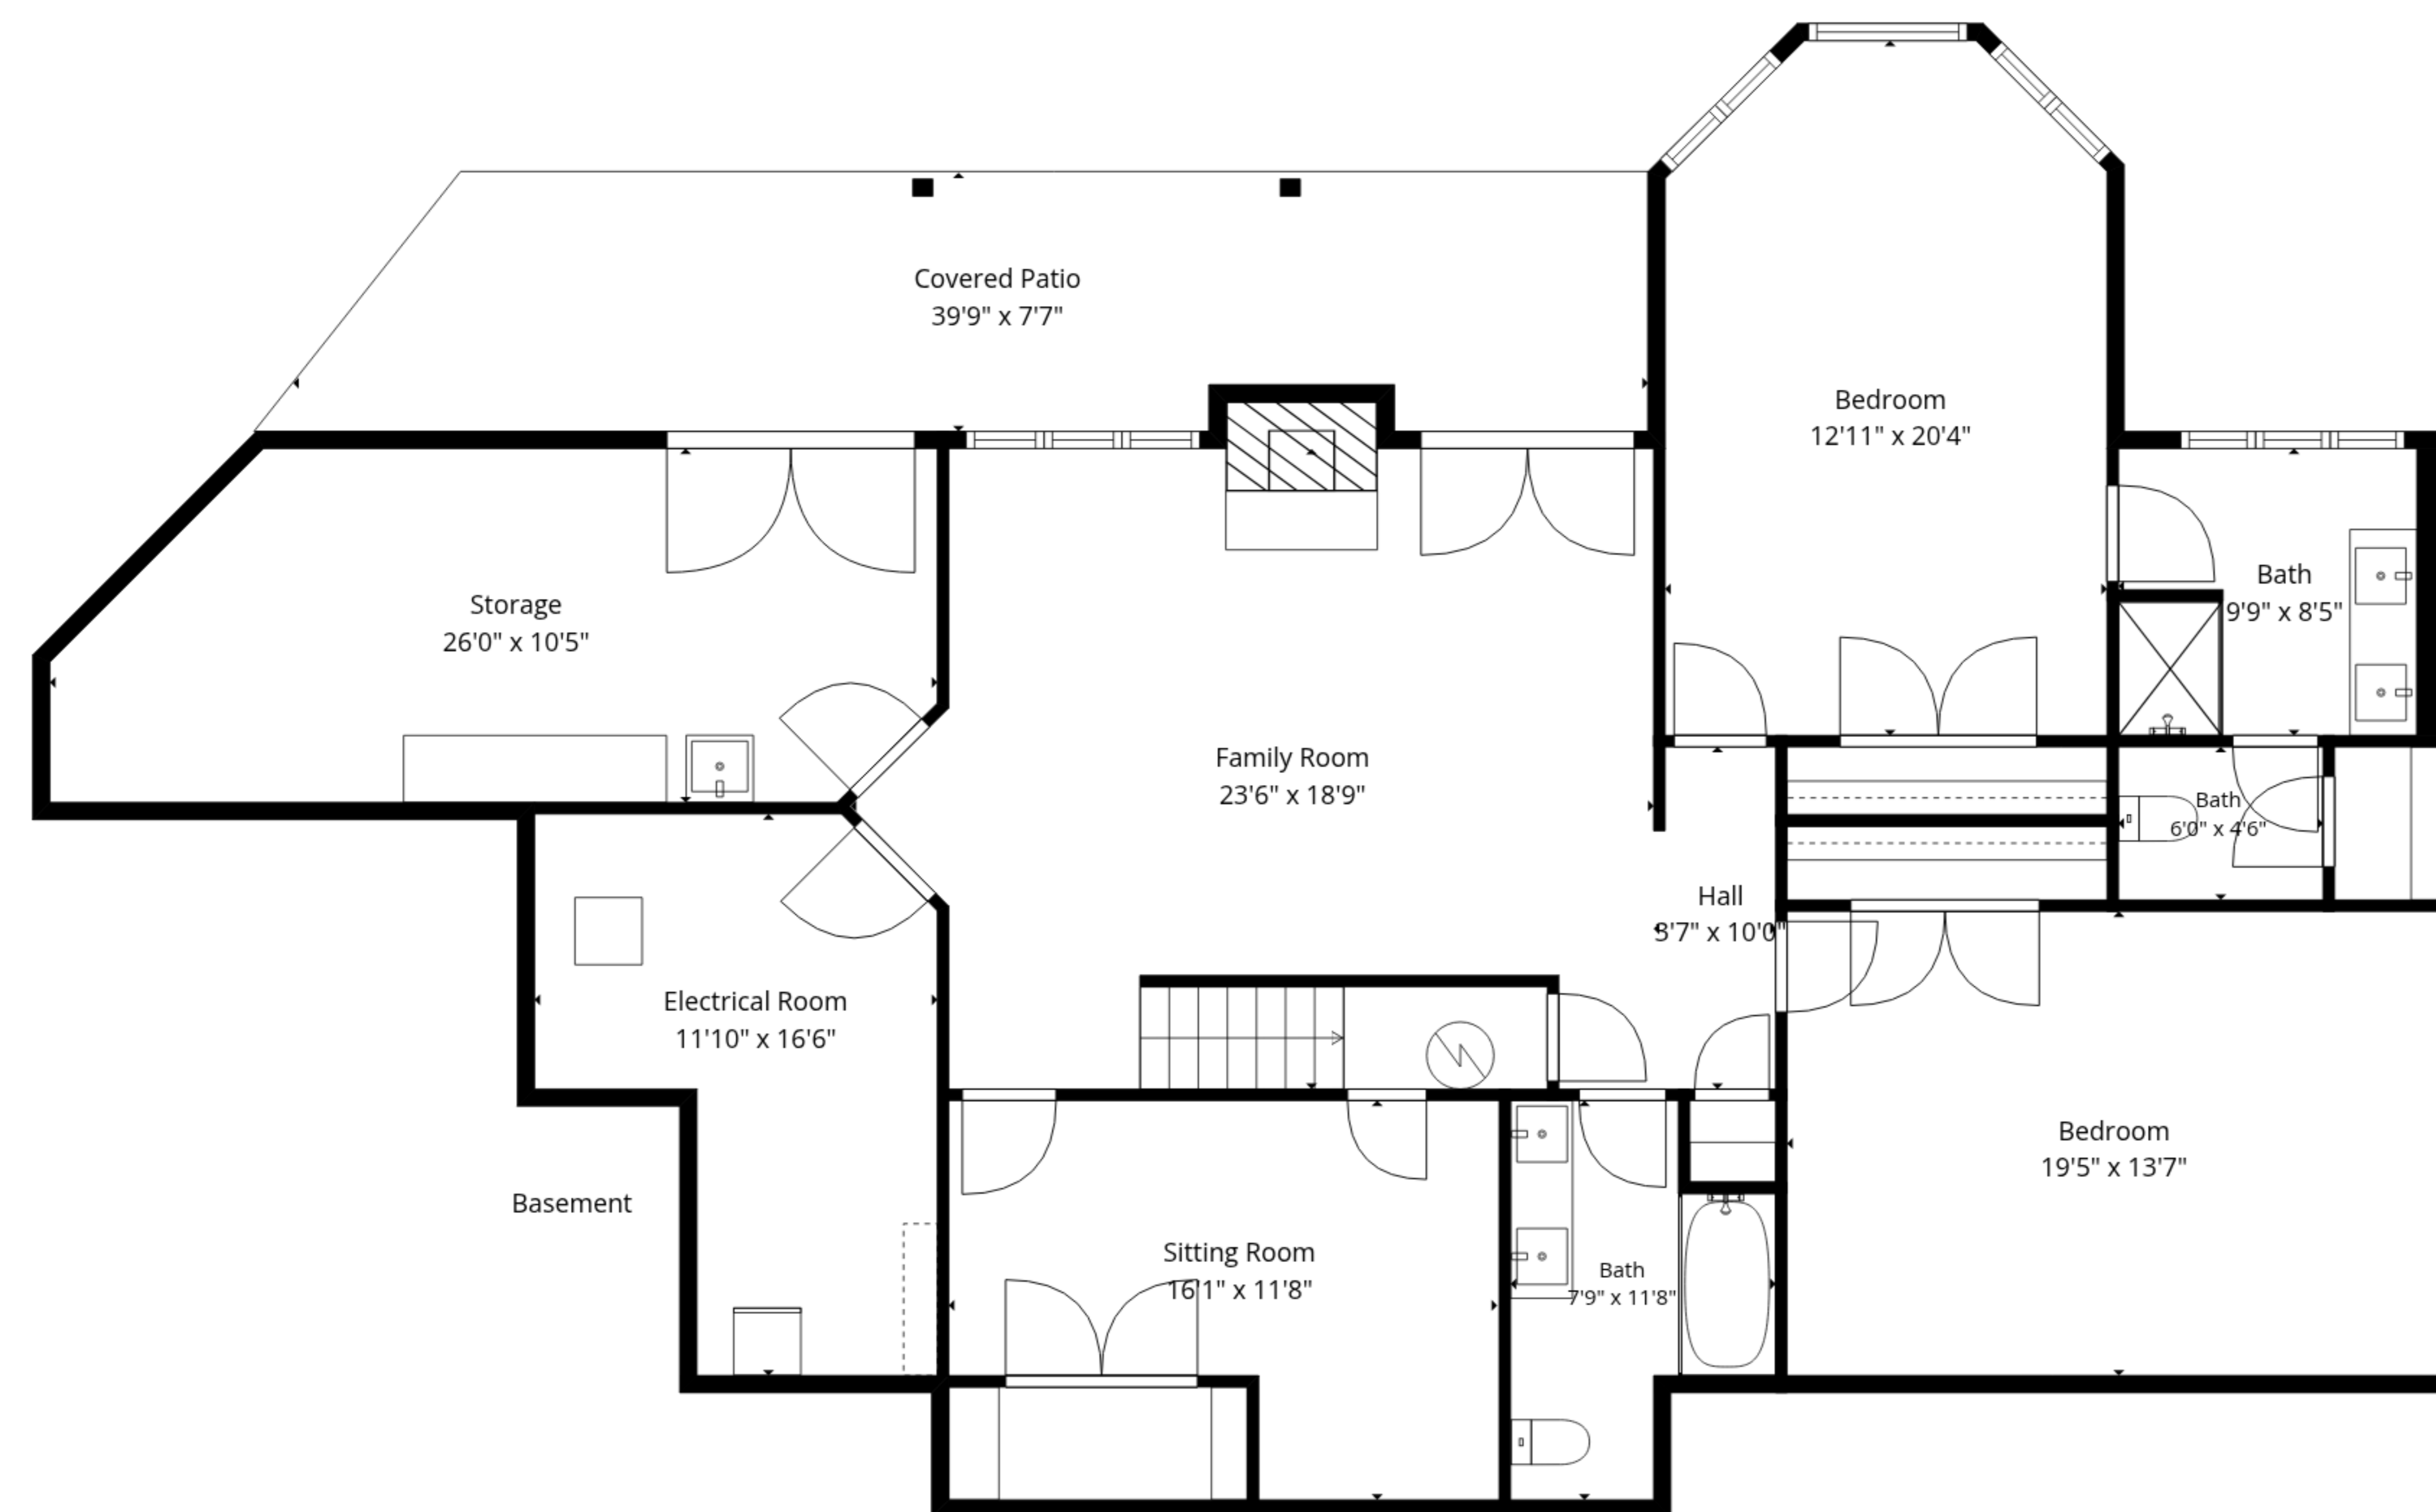 Covered Patio
39'9" x 7'7"
Bedroom
12'11" x 20'4"
Bath
9'9" x 8'5"
Storage
26'0" x 10'5"
Family Room
23'6" x 18'9"
Bath
6'0" x 4'6"
Hall
3'7" x 10'0"
Electrical Room
11'10" x 16'6"
Bedroom
19'5" x 13'7"
Basement
Sitting Room
16'1" x 11'8"
Bath
7'9" x 11'8"